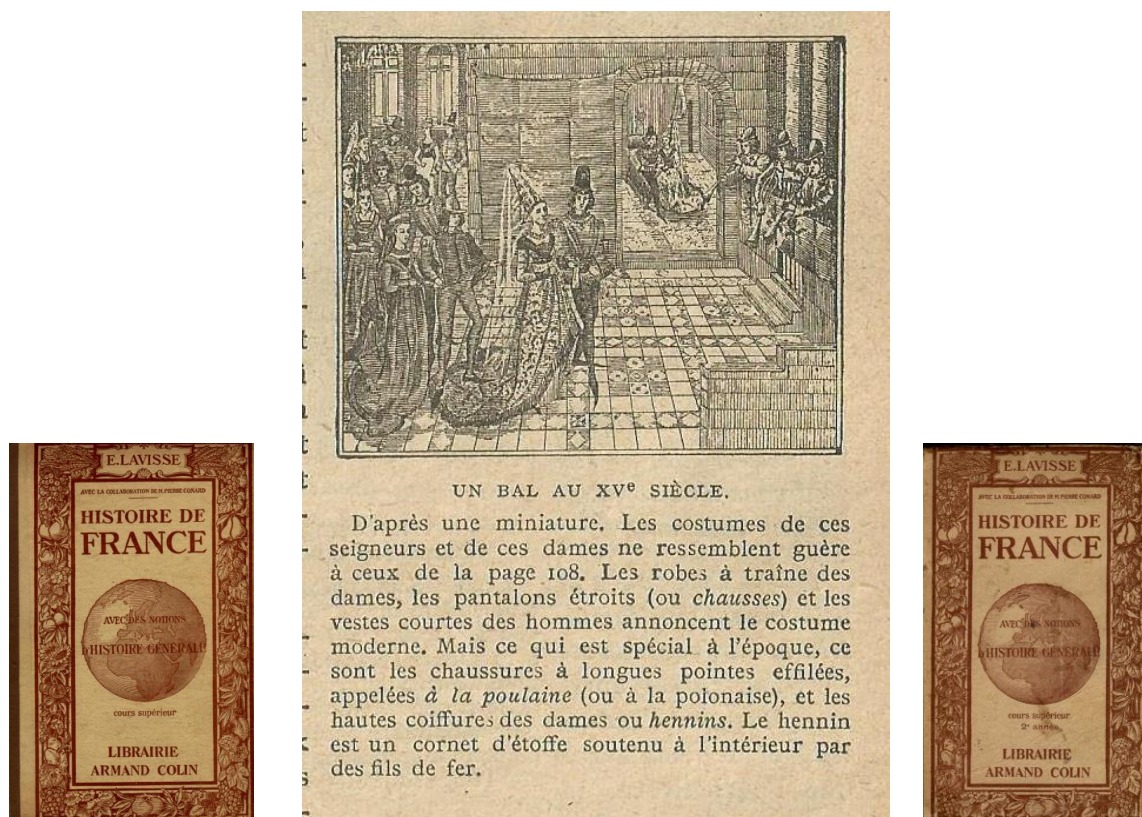 E. LAVISSE
AVEC LA COLLABORATION DE M. PIERRE CONARD
HISTOIRE DE
FRANCE
AVEC DES NOTIONS
D'HISTOIRE GÉNÉRALE
cours supérieur
LIBRAIRIE
ARMAND COLIN
UN BAL AU XVe SIÈCLE.
D'après une miniature. Les costumes de ces
seigneurs et de ces dames ne ressemblent guère
à ceux de la page 108. Les robes à traîne des
dames, les pantalons étroits (ou chausses) et les
vestes courtes des hommes annoncent le costume
moderne. Mais ce qui est spécial à l'époque, ce
sont les chaussures à longues pointes effilées,
appelées à la poulaine (ou à la polonaise), et les
hautes coiffures des dames ou hennins. Le hennin
est un cornet d'étoffe soutenu à l'intérieur par
des fils de fer.
E. LAVISSE
AVEC LA COLLABORATION DE M. PIERRE CONARD
HISTOIRE DE
FRANCE
AVEC DES NOTIONS
D'HISTOIRE GÉNÉRALE
cours supérieur
2e année
LIBRAIRIE
ARMAND COLIN